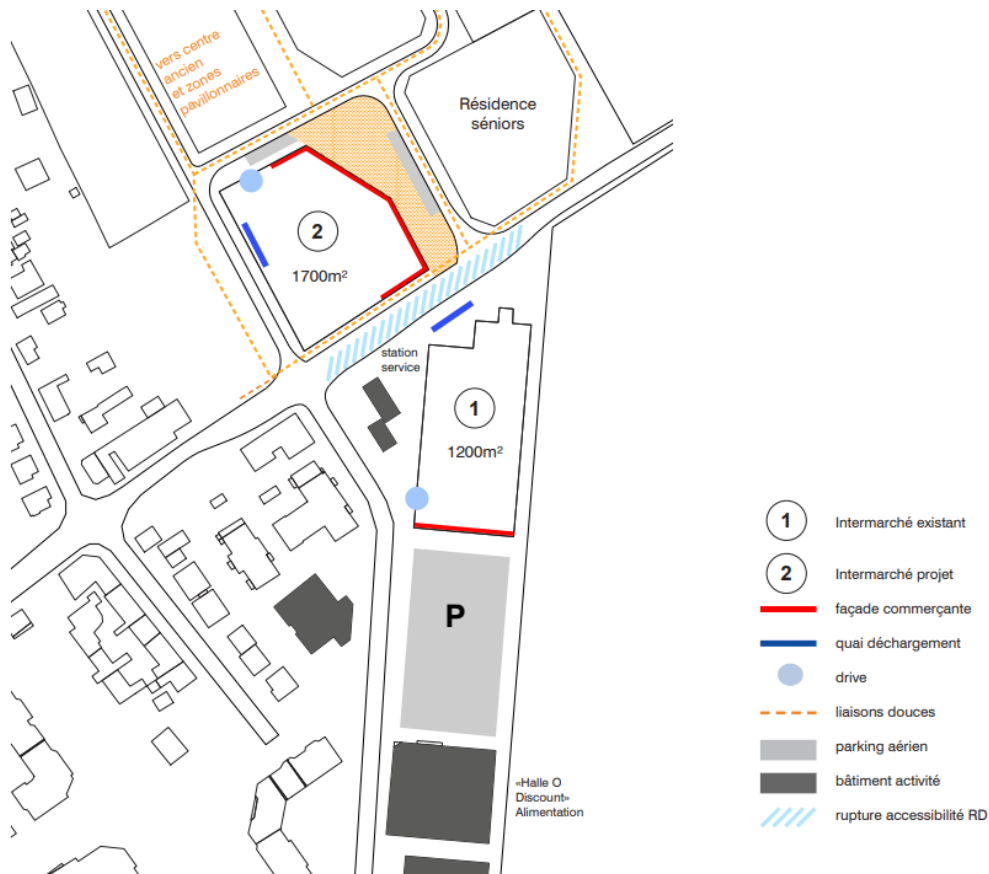 vers centre
ancien
et zones
pavillonnaires
Résidence
séniors
2
1700m²
station
service
1
1200m²
P
«Halle O
Discount»
Alimentation
1 Intermarché existant
2 Intermarché projet
façade commerçante
quai déchargement
drive
liaisons douces
parking aérien
bâtiment activité
rupture accessibilité RD